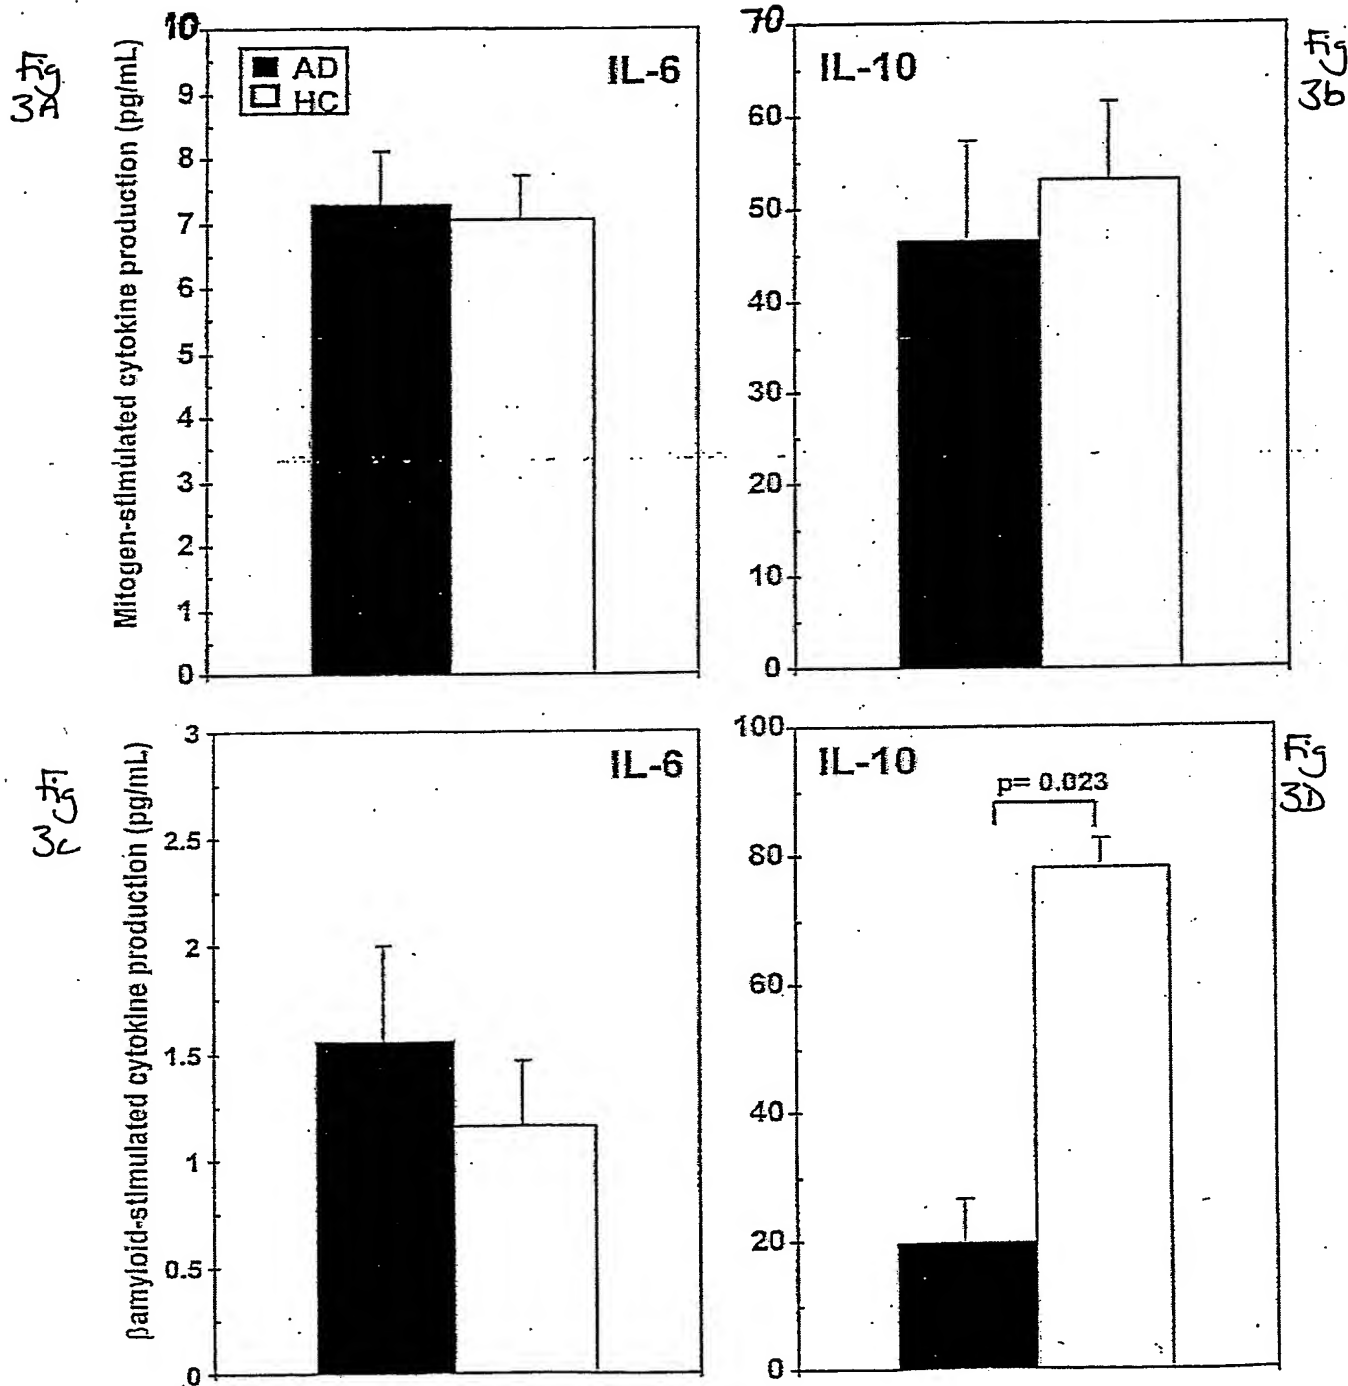 Fig
3A
Mitogen-stimulated cytokine production (pg/mL)
10
9
8
7
6
5
4
3
2
1
0
AD
HC
IL-6
70
60
50
40
30
20
10
0
IL-10
Fig
3b
Fig
3c
βamyloid-stimulated cytokine production (pg/mL)
3
2.5
2
1.5
1
0.5
0
IL-6
100
80
60
40
20
0
IL-10
p= 0.023
Fig
3D